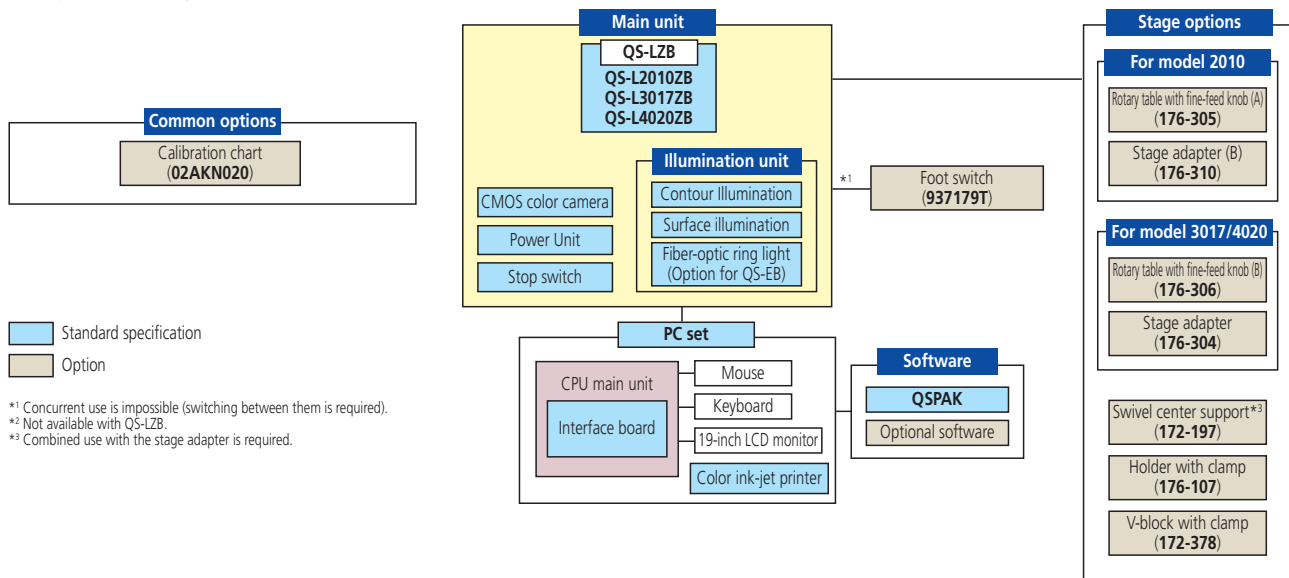 Main unit
QS-LZB
QS-L2010ZB
QS-L3017ZB
QS-L4020ZB
Illumination unit
Contour Illumination
Surface illumination
Fiber-optic ring light
(Option for QS-EB)
CMOS color camera
Power Unit
Stop switch
Common options
Calibration chart
(02AKN020)
*1
Foot switch
(937179T)
Stage options
For model 2010
Rotary table with fine-feed knob (A)
(176-305)
Stage adapter (B)
(176-310)
For model 3017/4020
Rotary table with fine-feed knob (B)
(176-306)
Stage adapter
(176-304)
Swivel center support*3
(172-197)
Holder with clamp
(176-107)
V-block with clamp
(172-378)
PC set
CPU main unit
Interface board
Mouse
Keyboard
19-inch LCD monitor
Color ink-jet printer
Software
QSPAK
Optional software
Standard specification
Option
*1 Concurrent use is impossible (switching between them is required).
*2 Not available with QS-LZB.
*3 Combined use with the stage adapter is required.